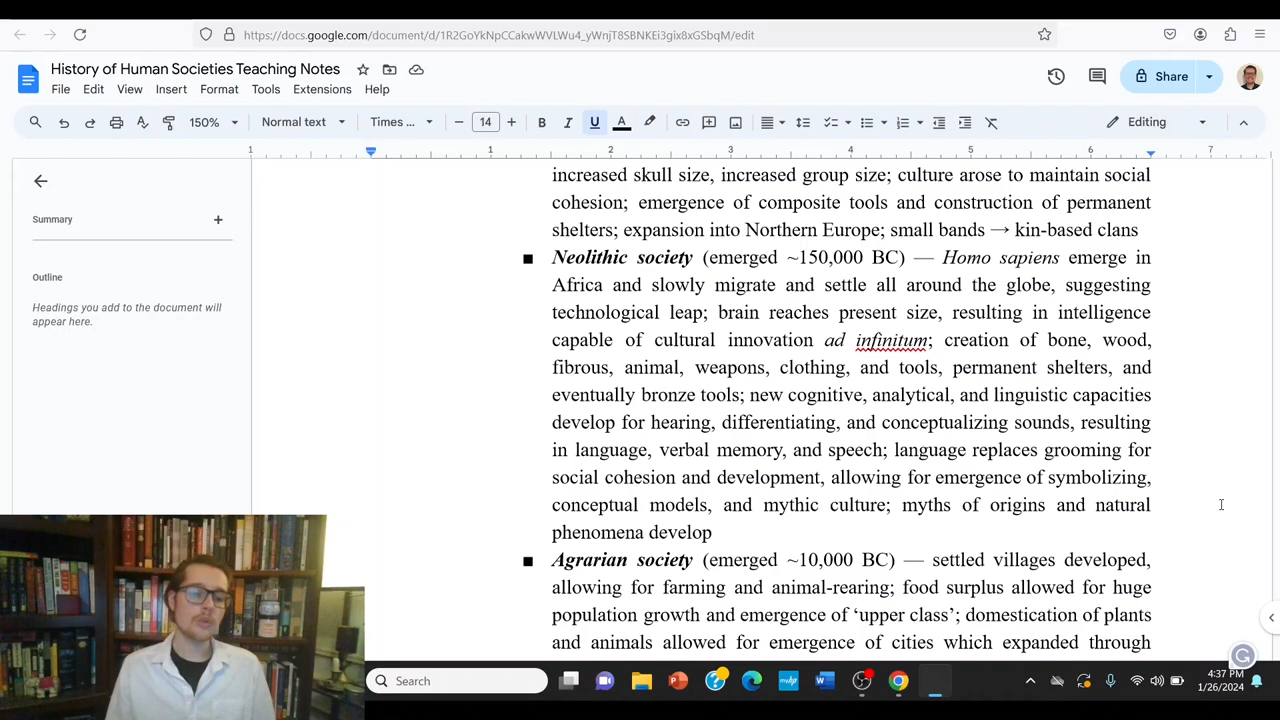 https://docs.google.com/document/d/1R2GoYkNpCCakwWVLWu4_yWnjT8SBNKEi3gix8xGSbqM/edit
History of Human Societies Teaching Notes
File Edit View Insert Format Tools Extensions Help
Share
150% Normal text Times ... 14 B I U A Editing
1 1 2 3 4 5 6 7
Summary
Outline
Headings you add to the document will
appear here.
increased skull size, increased group size; culture arose to maintain social
cohesion; emergence of composite tools and construction of permanent
shelters; expansion into Northern Europe; small bands → kin-based clans
■ Neolithic society (emerged ~150,000 BC) — Homo sapiens emerge in
Africa and slowly migrate and settle all around the globe, suggesting
technological leap; brain reaches present size, resulting in intelligence
capable of cultural innovation ad infinitum; creation of bone, wood,
fibrous, animal, weapons, clothing, and tools, permanent shelters, and
eventually bronze tools; new cognitive, analytical, and linguistic capacities
develop for hearing, differentiating, and conceptualizing sounds, resulting
in language, verbal memory, and speech; language replaces grooming for
social cohesion and development, allowing for emergence of symbolizing,
conceptual models, and mythic culture; myths of origins and natural
phenomena develop
■ Agrarian society (emerged ~10,000 BC) — settled villages developed,
allowing for farming and animal-rearing; food surplus allowed for huge
population growth and emergence of ‘upper class’; domestication of plants
and animals allowed for emergence of cities which expanded through
Search
4:37 PM
1/26/2024